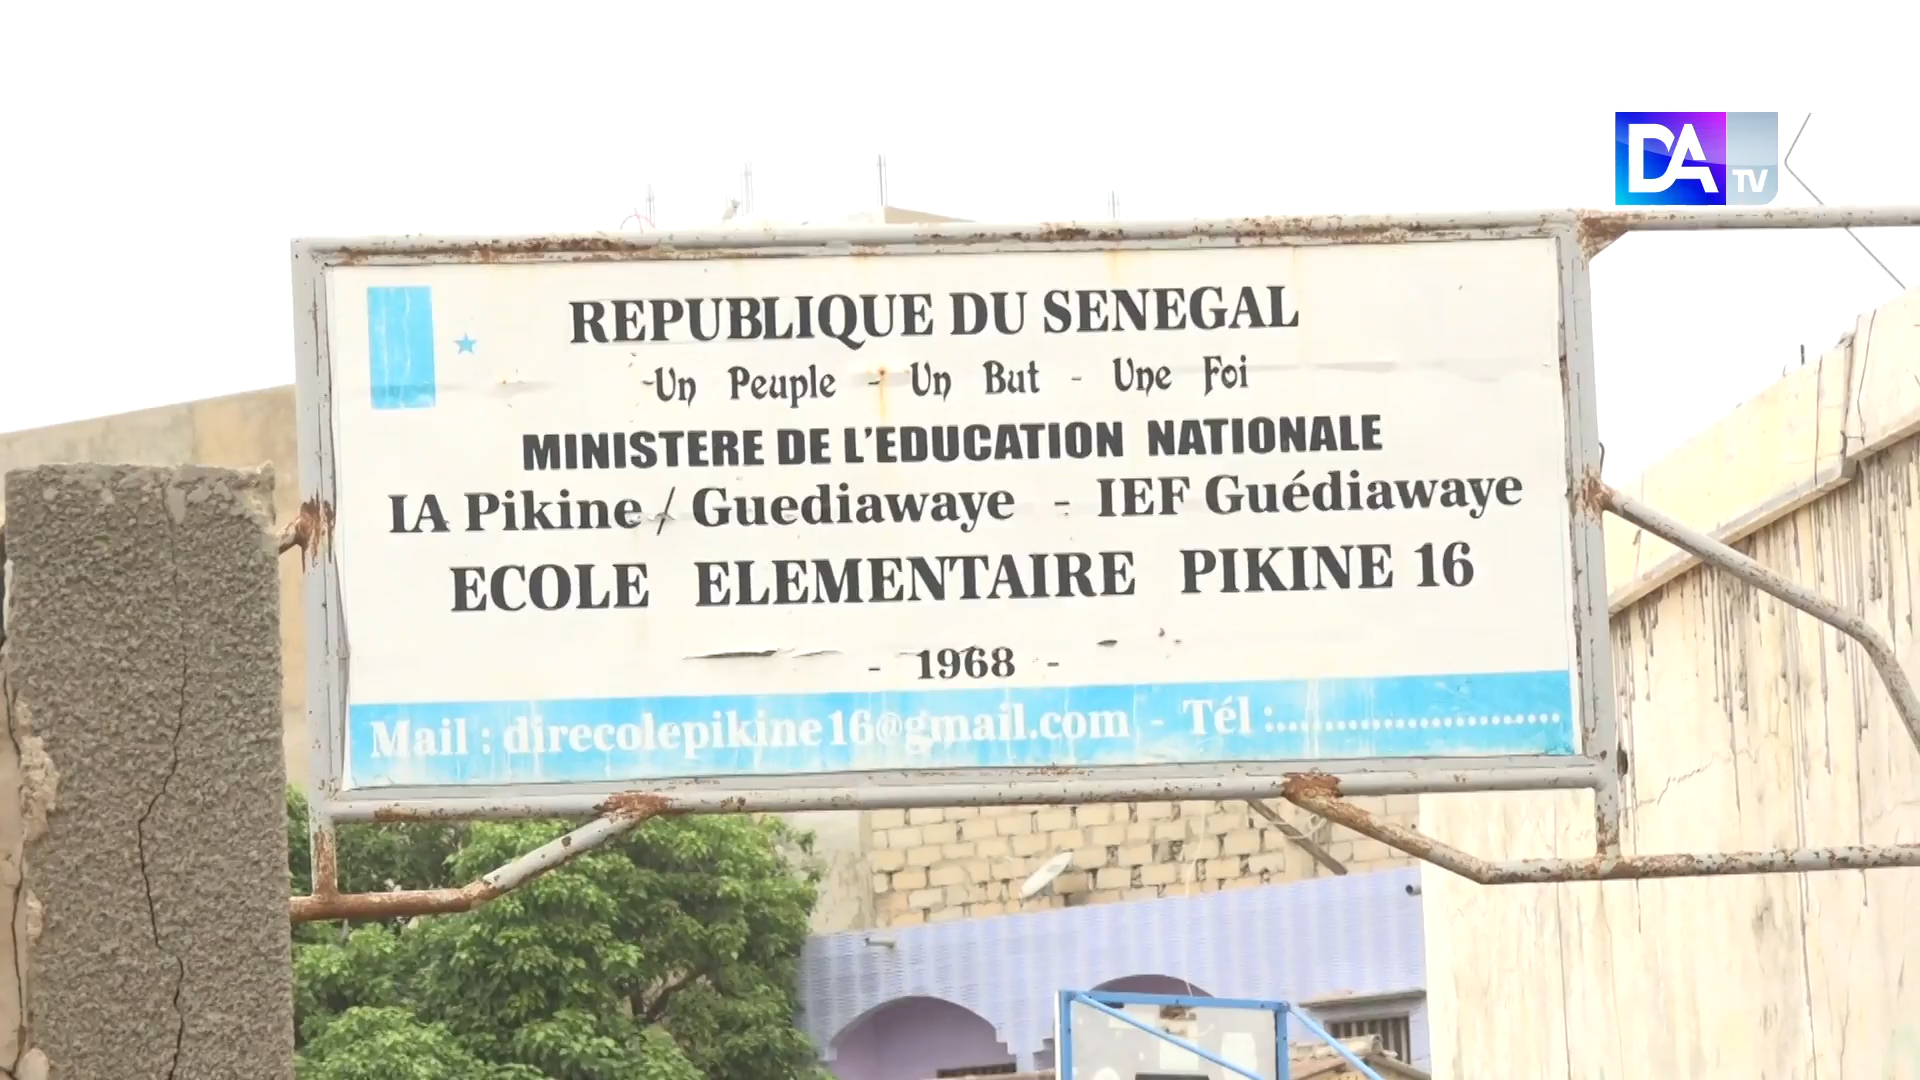 DA TV
REPUBLIQUE DU SENEGAL
-Un Peuple - Un But - Une Foi
MINISTERE DE L'EDUCATION NATIONALE
IA Pikine / Guediawaye - IEF Guédiawaye
ECOLE ELEMENTAIRE PIKINE 16
- 1968 -
Mail : direcolepikine16@gmail.com - Tél :..........................